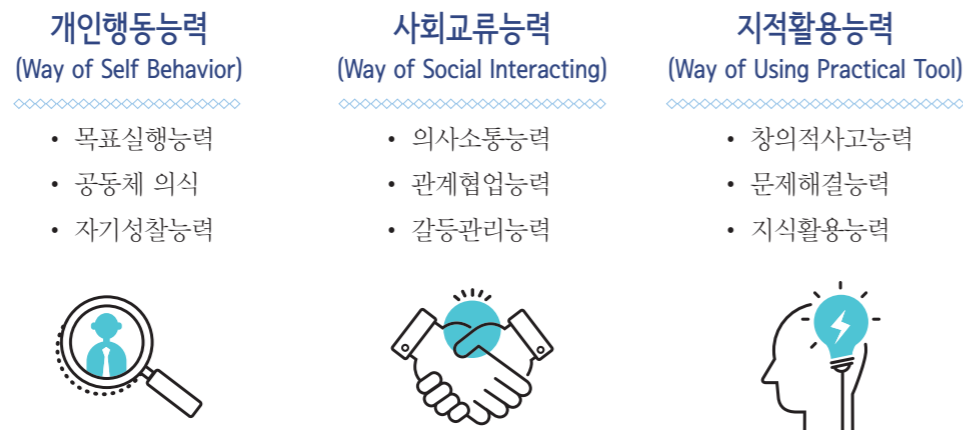 개인행동능력
(Way of Self Behavior)
• 목표실행능력
• 공동체 의식
• 자기성찰능력
사회교류능력
(Way of Social Interacting)
• 의사소통능력
• 관계협업능력
• 갈등관리능력
지적활용능력
(Way of Using Practical Tool)
• 창의적사고능력
• 문제해결능력
• 지식활용능력